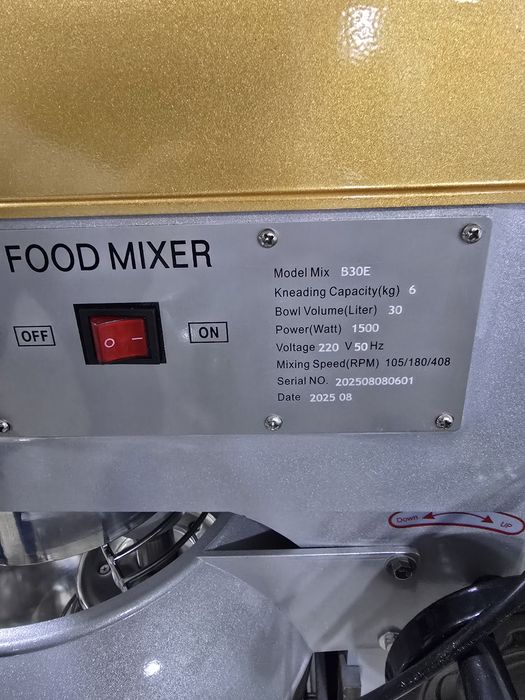 FOOD MIXER
OFF
ON
Model Mix B30E
Kneading Capacity(kg) 6
Bowl Volume(Liter) 30
Power(Watt) 1500
Voltage 220 V 50 Hz
Mixing Speed(RPM) 105/180/408
Serial NO. 202508080601
Date 2025 08
Down UP